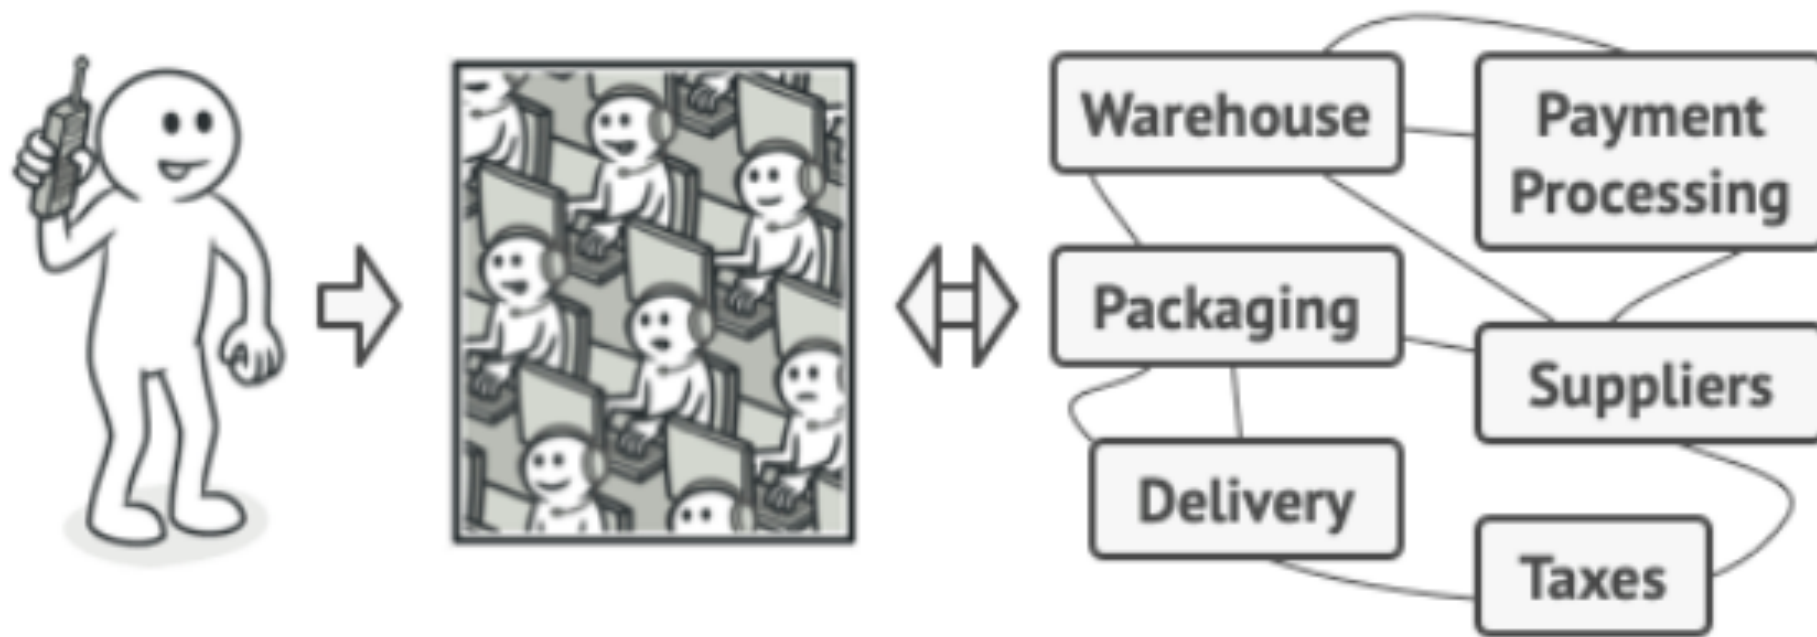 Warehouse
Payment
Processing
Packaging
Suppliers
Delivery
Taxes